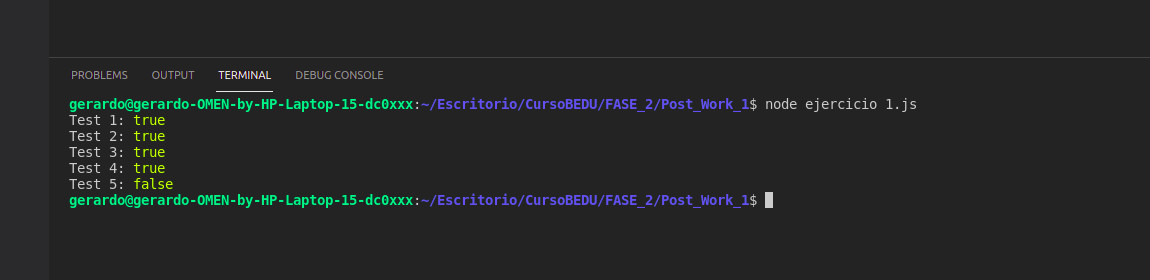 PROBLEMS OUTPUT TERMINAL DEBUG CONSOLE
gerardo@gerardo-OMEN-by-HP-Laptop-15-dc0xxx:~/Escritorio/CursoBEDU/FASE_2/Post_Work_1$ node ejercicio 1.js
Test 1: true
Test 2: true
Test 3: true
Test 4: true
Test 5: false
gerardo@gerardo-OMEN-by-HP-Laptop-15-dc0xxx:~/Escritorio/CursoBEDU/FASE_2/Post_Work_1$